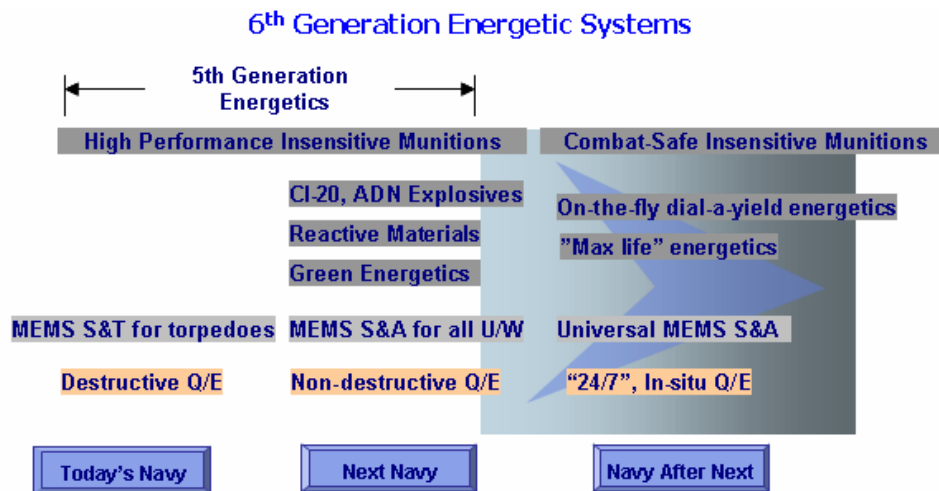 6th Generation Energetic Systems
5th Generation
Energetics
High Performance Insensitive Munitions
Combat-Safe Insensitive Munitions
Cl-20, ADN Explosives
On-the-fly dial-a-yield energetics
Reactive Materials
”Max life” energetics
Green Energetics
MEMS S&T for torpedoes
MEMS S&A for all U/W
Universal MEMS S&A
Destructive Q/E
Non-destructive Q/E
“24/7”, In-situ Q/E
Today's Navy
Next Navy
Navy After Next